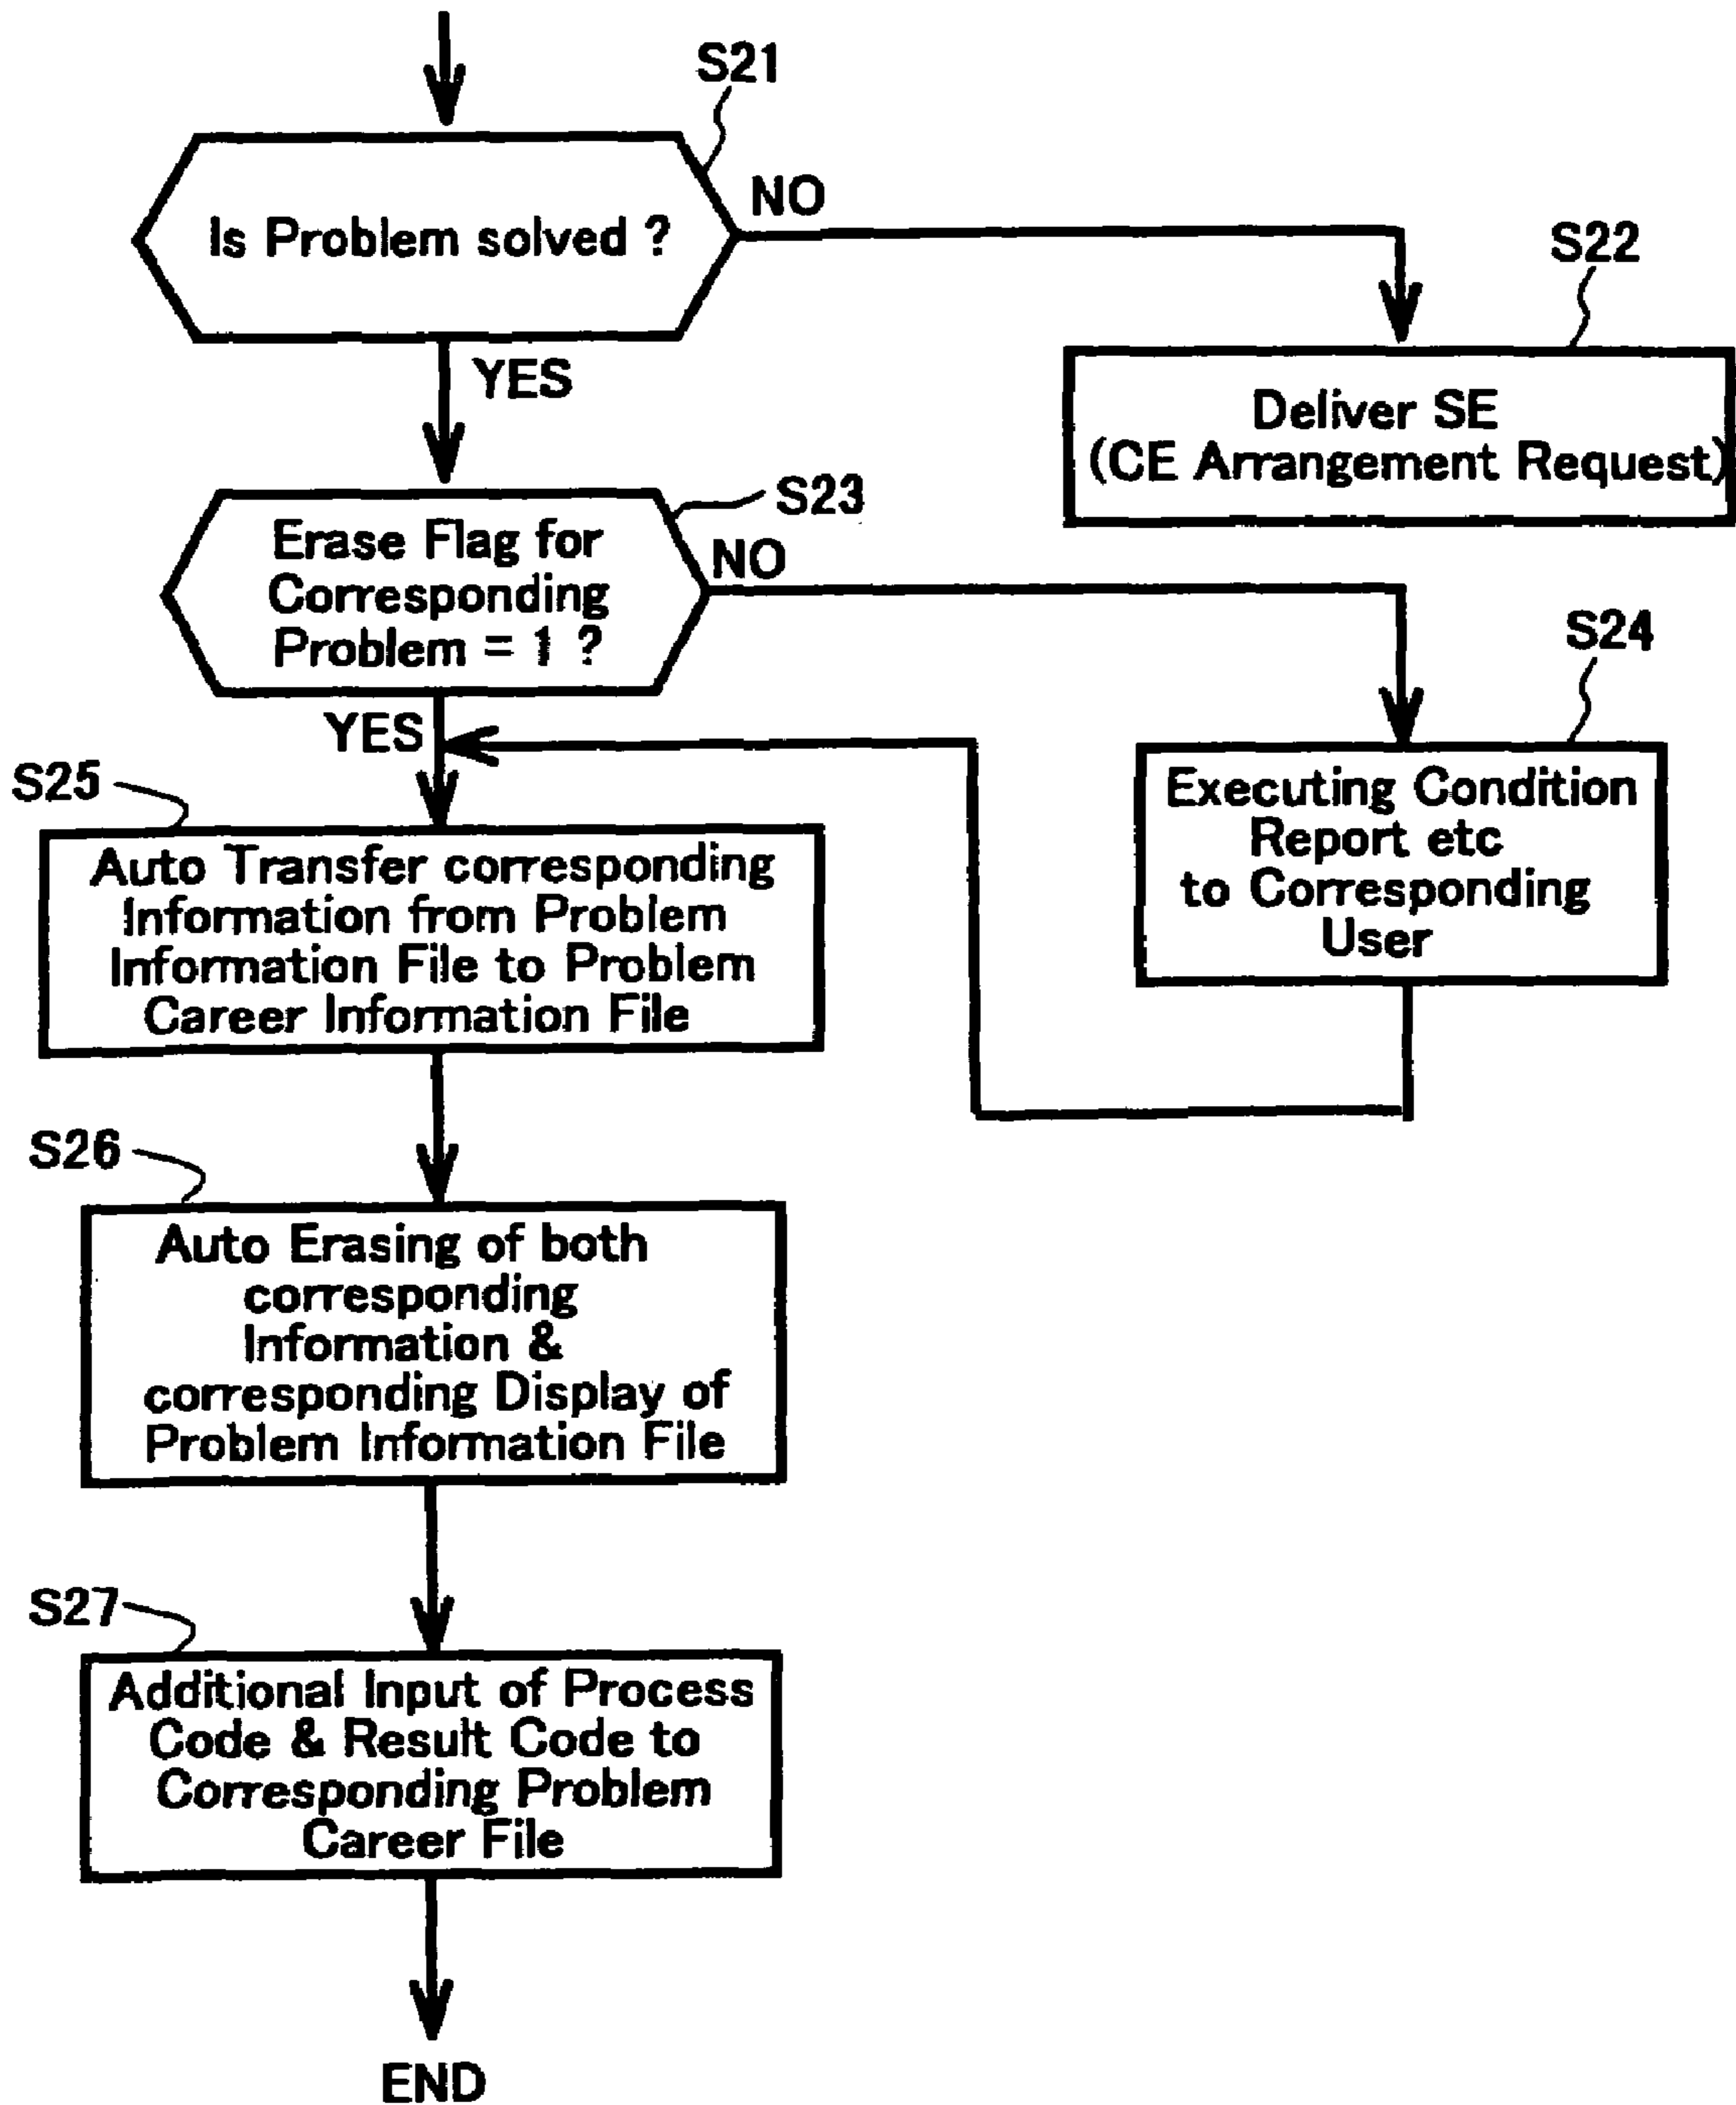 S21
Is Problem solved ?
NO
YES
S22
Deliver SE
(CE Arrangement Request)
S23
Erase Flag for
Corresponding
Problem = 1 ?
NO
YES
S24
Executing Condition
Report etc
to Corresponding
User
S25
Auto Transfer corresponding
Information from Problem
Information File to Problem
Career Information File
S26
Auto Erasing of both
corresponding
Information &
corresponding Display of
Problem Information File
S27
Additional Input of Process
Code & Result Code to
Corresponding Problem
Career File
END